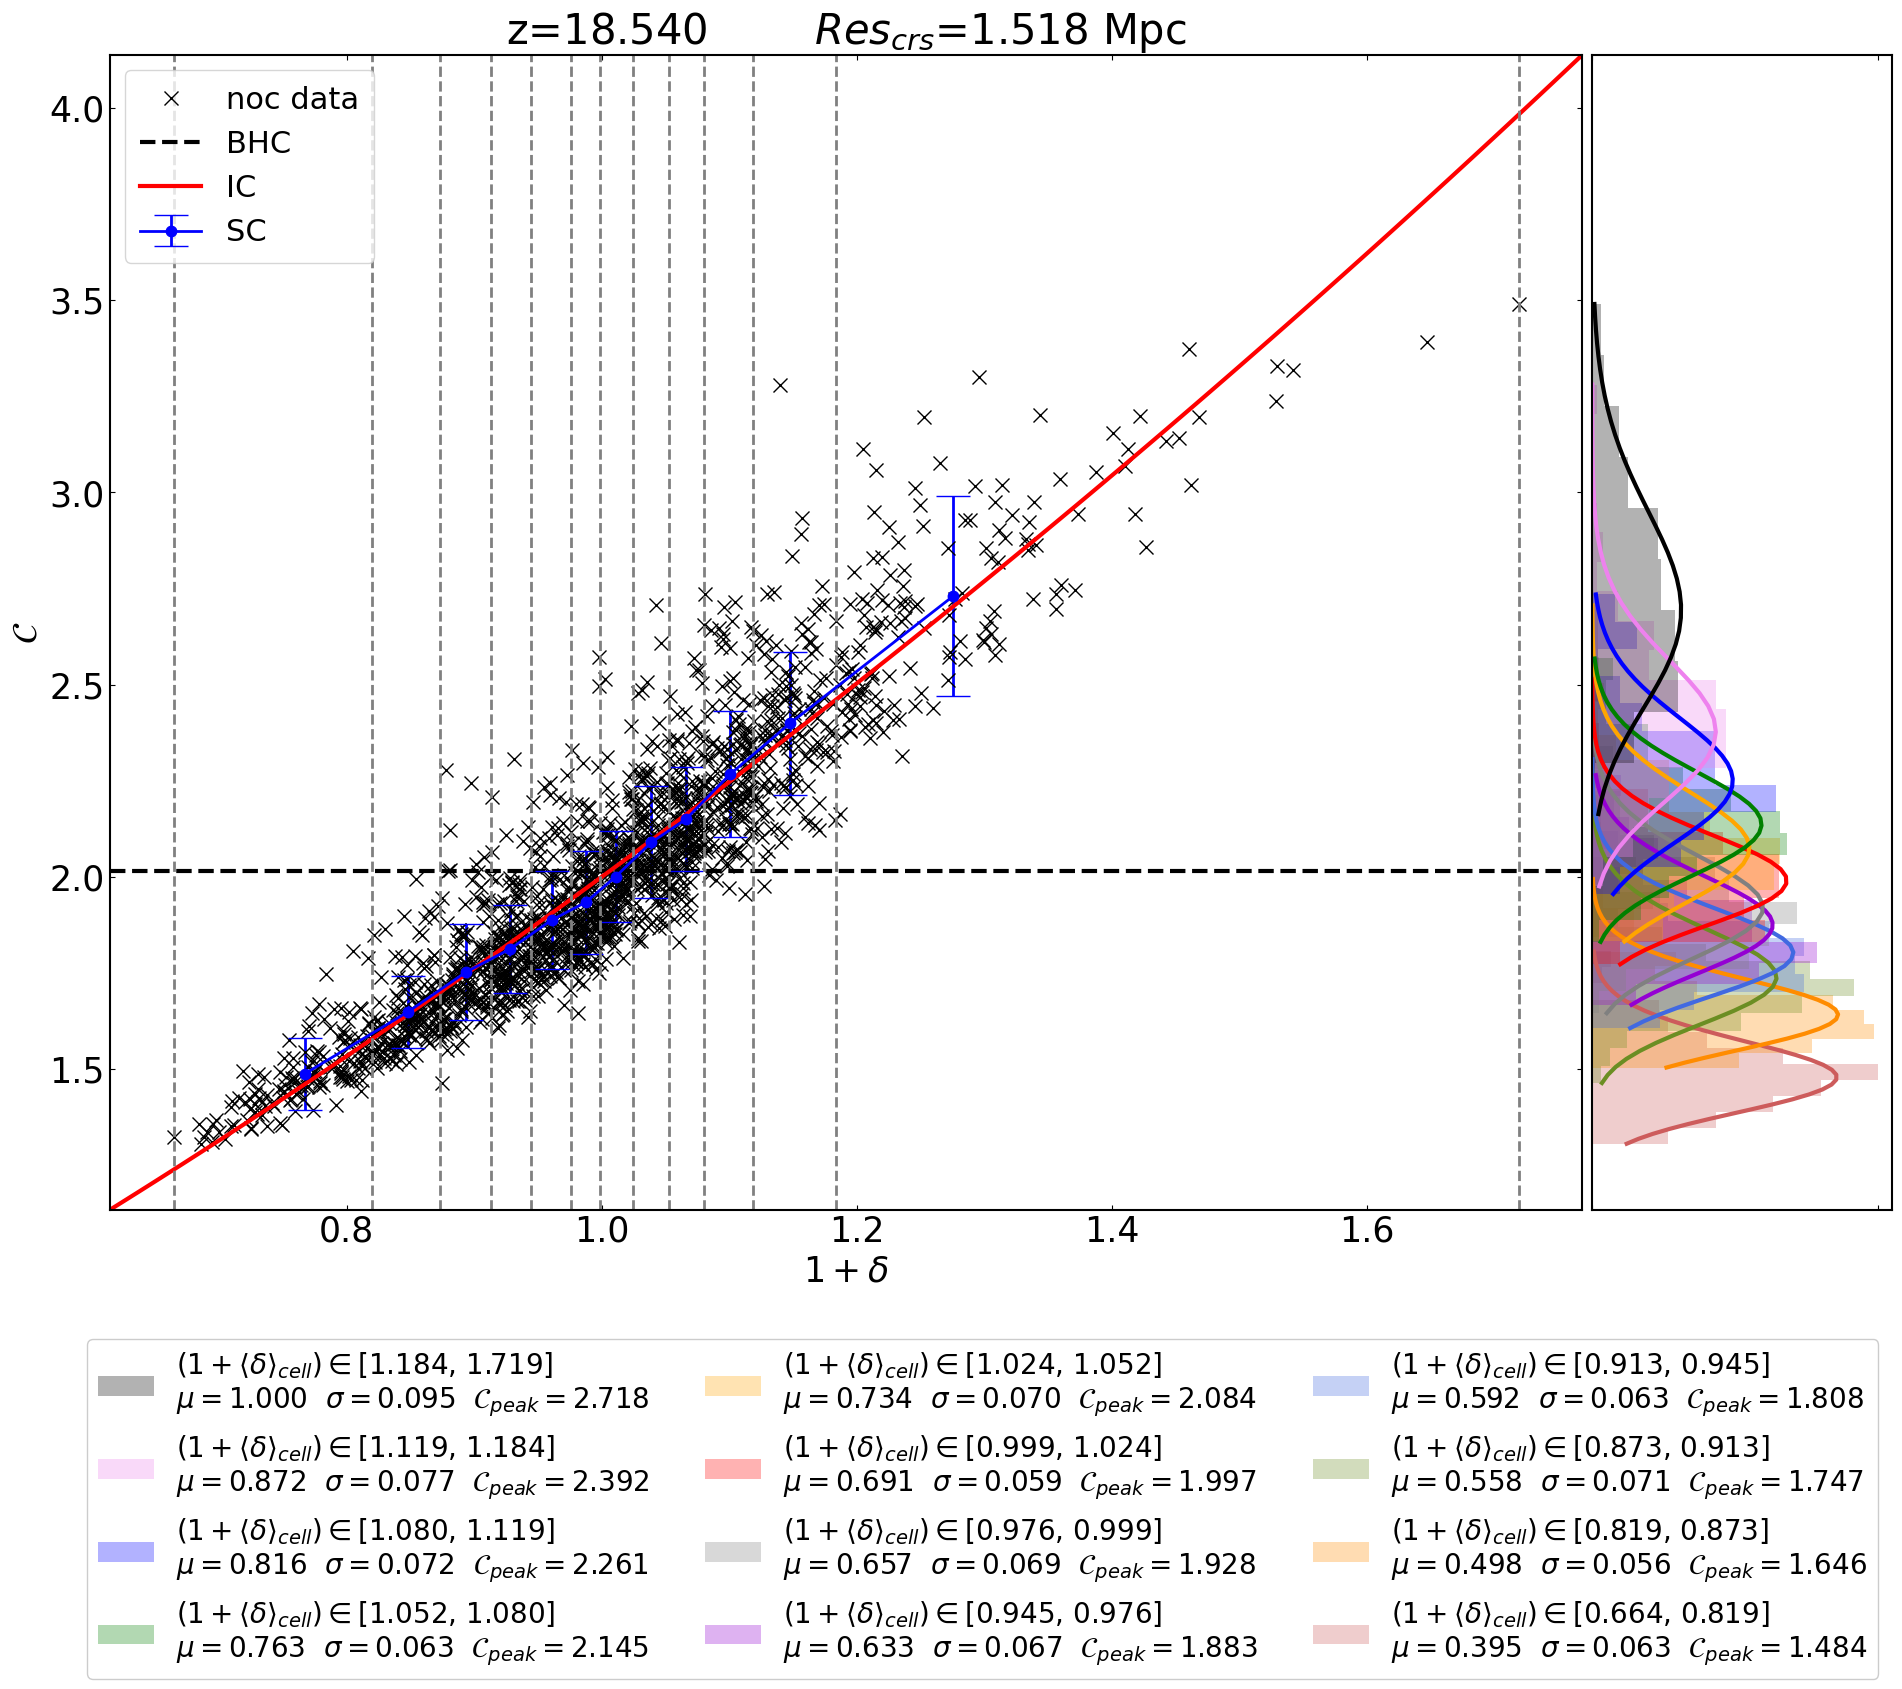 z=18.540 Res_crs=1.518 Mpc
noc data
BHC
IC
SC
4.0
3.5
3.0
2.5
2.0
1.5
𝒞
0.8 1.0 1.2 1.4 1.6
1 + δ
(1 + ⟨δ⟩_cell) ∈ [1.184, 1.719]
μ = 1.000 σ = 0.095 𝒞_peak = 2.718
(1 + ⟨δ⟩_cell) ∈ [1.119, 1.184]
μ = 0.872 σ = 0.077 𝒞_peak = 2.392
(1 + ⟨δ⟩_cell) ∈ [1.080, 1.119]
μ = 0.816 σ = 0.072 𝒞_peak = 2.261
(1 + ⟨δ⟩_cell) ∈ [1.052, 1.080]
μ = 0.763 σ = 0.063 𝒞_peak = 2.145
(1 + ⟨δ⟩_cell) ∈ [1.024, 1.052]
μ = 0.734 σ = 0.070 𝒞_peak = 2.084
(1 + ⟨δ⟩_cell) ∈ [0.999, 1.024]
μ = 0.691 σ = 0.059 𝒞_peak = 1.997
(1 + ⟨δ⟩_cell) ∈ [0.976, 0.999]
μ = 0.657 σ = 0.069 𝒞_peak = 1.928
(1 + ⟨δ⟩_cell) ∈ [0.945, 0.976]
μ = 0.633 σ = 0.067 𝒞_peak = 1.883
(1 + ⟨δ⟩_cell) ∈ [0.913, 0.945]
μ = 0.592 σ = 0.063 𝒞_peak = 1.808
(1 + ⟨δ⟩_cell) ∈ [0.873, 0.913]
μ = 0.558 σ = 0.071 𝒞_peak = 1.747
(1 + ⟨δ⟩_cell) ∈ [0.819, 0.873]
μ = 0.498 σ = 0.056 𝒞_peak = 1.646
(1 + ⟨δ⟩_cell) ∈ [0.664, 0.819]
μ = 0.395 σ = 0.063 𝒞_peak = 1.484